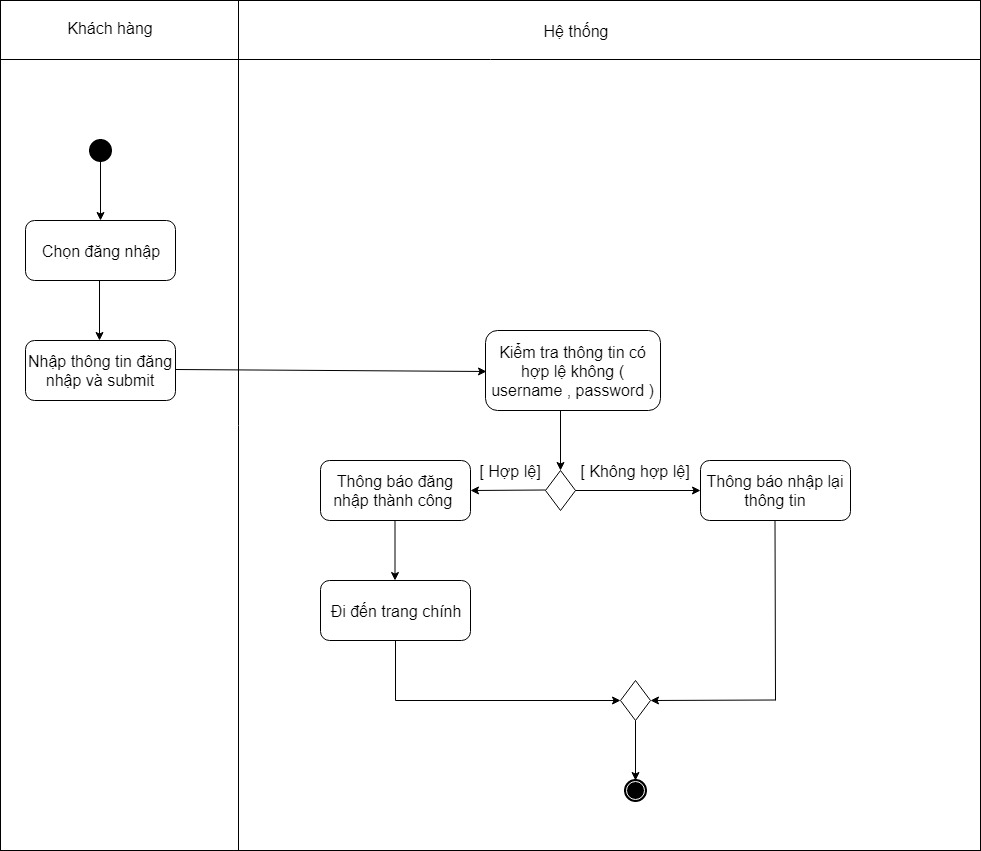 Khách hàng
Hệ thống
Chọn đăng nhập
Nhập thông tin đăng
nhập và submit
Kiểm tra thông tin có
hợp lệ không (
username , password )
[ Hợp lệ]
[ Không hợp lệ]
Thông báo đăng
nhập thành công
Thông báo nhập lại
thông tin
Đi đến trang chính